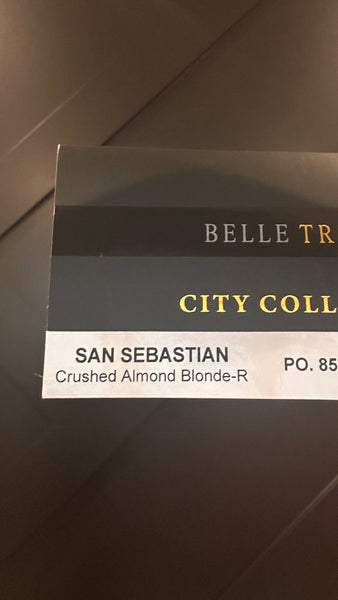 BELLE TR
CITY COLL
SAN SEBASTIAN
Crushed Almond Blonde-R
PO. 85